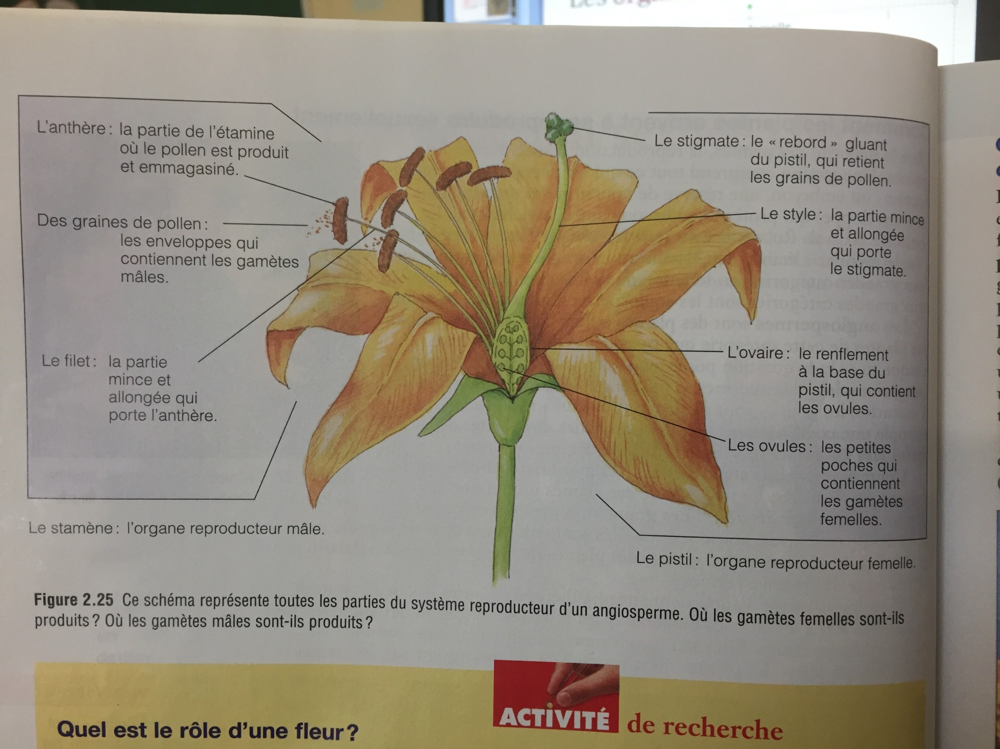 L'anthère : la partie de l'étamine
où le pollen est produit
et emmagasiné.
Des graines de pollen :
les enveloppes qui
contiennent les gamètes
mâles.
Le filet : la partie
mince et
allongée qui
porte l'anthère.
Le stamène : l'organe reproducteur mâle.
Le stigmate : le « rebord » gluant
du pistil, qui retient
les grains de pollen.
Le style : la partie mince
et allongée
qui porte
le stigmate.
L'ovaire : le renflement
à la base du
pistil, qui contient
les ovules.
Les ovules : les petites
poches qui
contiennent
les gamètes
femelles.
Le pistil : l'organe reproducteur femelle.
Figure 2.25 Ce schéma représente toutes les parties du système reproducteur d'un angiosperme. Où les gamètes femelles sont-ils
produits ? Où les gamètes mâles sont-ils produits ?
ACTIVITÉ de recherche
Quel est le rôle d'une fleur ?